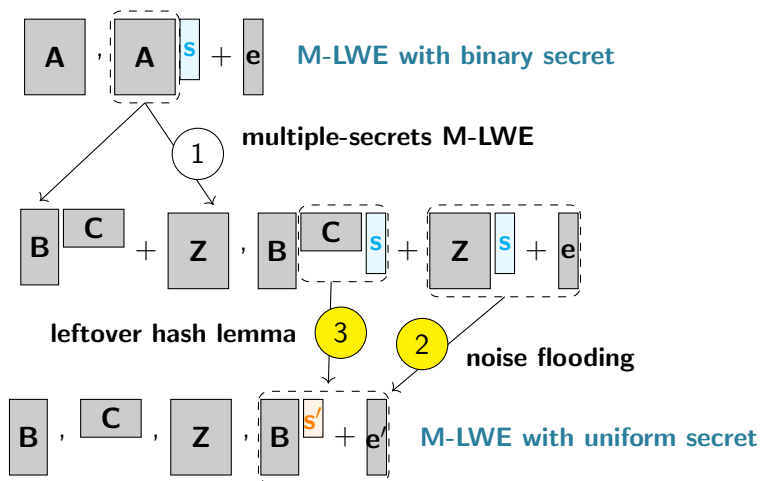 A , A s + e M-LWE with binary secret
1 multiple-secrets M-LWE
B C + Z , B C s + Z s + e
leftover hash lemma 3 2 noise flooding
B , C , Z , B s′ + e′ M-LWE with uniform secret